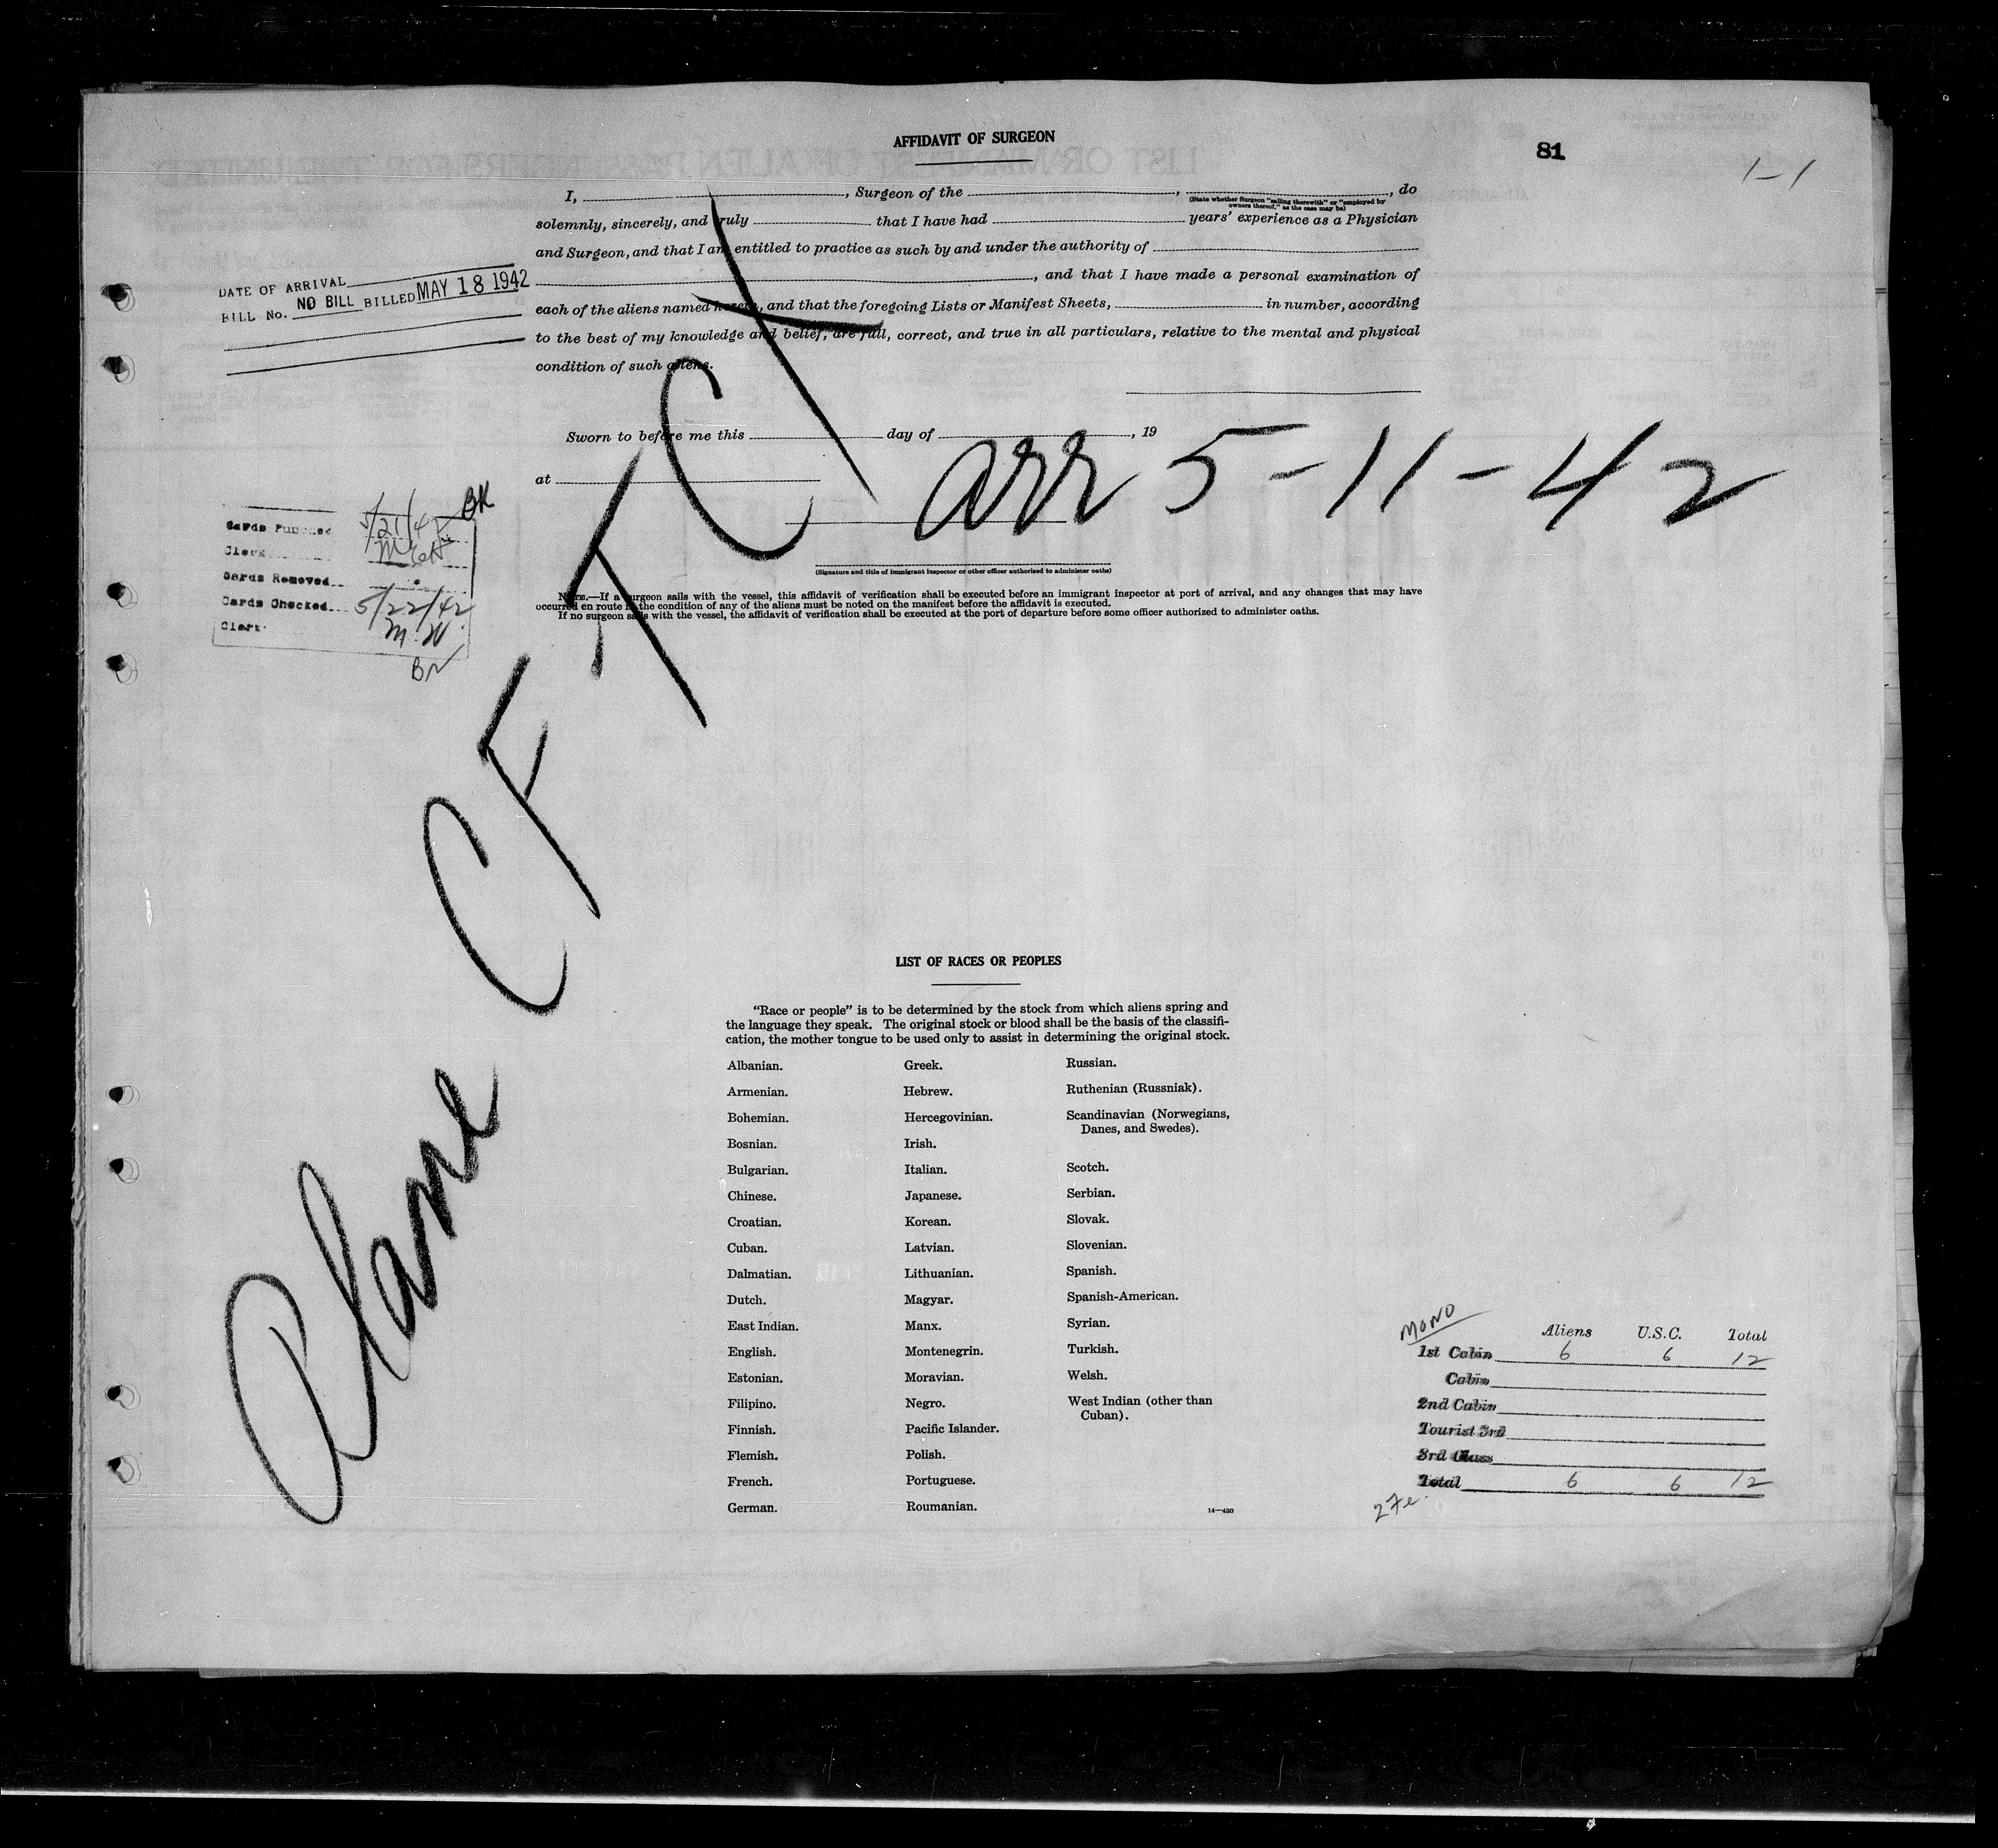 AFFIDAVIT OF SURGEON
81
1-1
I, , Surgeon of the , , do
(State whether Surgeon "sailing therewith" or "employed by
owners thereof," as the case may be)
solemnly, sincerely, and truly that I have had years' experience as a Physician
and Surgeon, and that I am entitled to practice as such by and under the authority of
, and that I have made a personal examination of
each of the aliens named herein, and that the foregoing Lists or Manifest Sheets, in number, according
to the best of my knowledge and belief, are full, correct, and true in all particulars, relative to the mental and physical
condition of such aliens.
DATE OF ARRIVAL
BILL No. NO BILL BILLED MAY 18 1942
Sworn to before me this day of , 19
at
arr 5-11-42
(Signature and title of immigrant inspector or other officer authorized to administer oaths)
NOTE.—If a surgeon sails with the vessel, this affidavit of verification shall be executed before an immigrant inspector at port of arrival, and any changes that may have
occurred en route in the condition of any of the aliens must be noted on the manifest before the affidavit is executed.
If no surgeon sails with the vessel, the affidavit of verification shall be executed at the port of departure before some officer authorized to administer oaths.
Cards Punched 5/21/42 BK
Clerk
Cards Removed
Cards Checked 5/22/42
Clerk M.W.
Plane CF TCX
LIST OF RACES OR PEOPLES
"Race or people" is to be determined by the stock from which aliens spring and
the language they speak. The original stock or blood shall be the basis of the classifi-
cation, the mother tongue to be used only to assist in determining the original stock.
Albanian. Greek. Russian.
Armenian. Hebrew. Ruthenian (Russniak).
Bohemian. Hercegovinian. Scandinavian (Norwegians,
Danes, and Swedes).
Bosnian. Irish.
Bulgarian. Italian. Scotch.
Chinese. Japanese. Serbian.
Croatian. Korean. Slovak.
Cuban. Latvian. Slovenian.
Dalmatian. Lithuanian. Spanish.
Dutch. Magyar. Spanish-American.
East Indian. Manx. Syrian.
English. Montenegrin. Turkish.
Estonian. Moravian. Welsh.
Filipino. Negro. West Indian (other than
Cuban).
Finnish. Pacific Islander.
Flemish. Polish.
French. Portuguese.
German. Roumanian.
14—430
MONO
Aliens U.S.C. Total
1st Cabin 6 6 12
Cabin
2nd Cabin
Tourist 3rd
3rd Class
Total 6 6 12